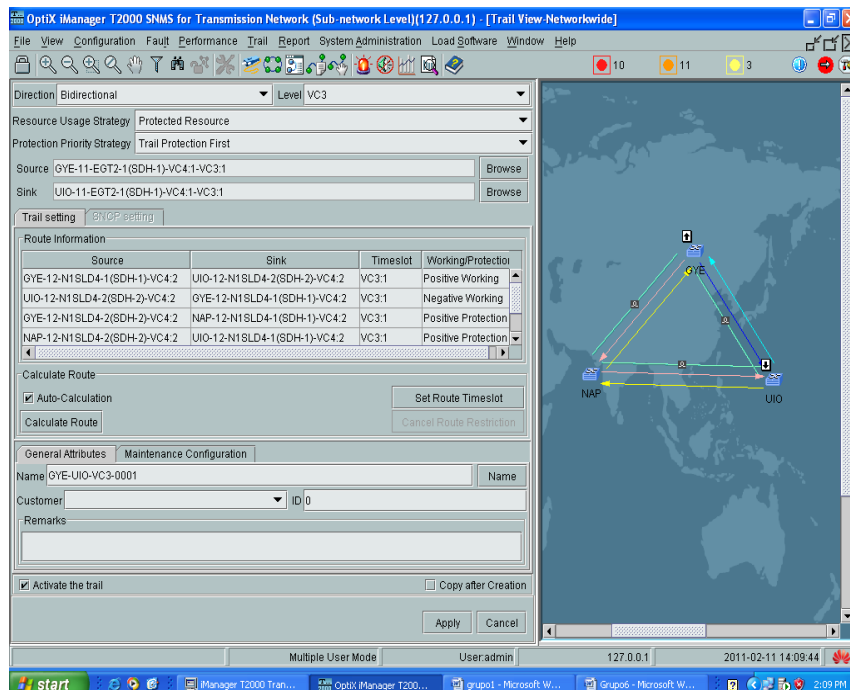 OptiX iManager T2000 SNMS for Transmission Network (Sub-network Level)(127.0.0.1) - [Trail View-Networkwide]
File View Configuration Fault Performance Trail Report System Administration Load Software Window Help
10 11 3
Direction Bidirectional Level VC3
Resource Usage Strategy Protected Resource
Protection Priority Strategy Trail Protection First
Source GYE-11-EGT2-1(SDH-1)-VC4:1-VC3:1 Browse
Sink UIO-11-EGT2-1(SDH-1)-VC4:1-VC3:1 Browse
Trail setting SNCP setting
Route Information
Source Sink Timeslot Working/Protection
GYE-12-N1SLD4-1(SDH-1)-VC4:2 UIO-12-N1SLD4-2(SDH-2)-VC4:2 VC3:1 Positive Working
UIO-12-N1SLD4-2(SDH-2)-VC4:2 GYE-12-N1SLD4-1(SDH-1)-VC4:2 VC3:1 Negative Working
GYE-12-N1SLD4-2(SDH-2)-VC4:2 NAP-12-N1SLD4-1(SDH-1)-VC4:2 VC3:1 Positive Protection
NAP-12-N1SLD4-2(SDH-2)-VC4:2 UIO-12-N1SLD4-1(SDH-1)-VC4:2 VC3:1 Positive Protection
Calculate Route
Auto-Calculation Set Route Timeslot
Calculate Route Cancel Route Restriction
General Attributes Maintenance Configuration
Name GYE-UIO-VC3-0001 Name
Customer ID 0
Remarks
Activate the trail Copy after Creation
Apply Cancel
GYE
NAP
UIO
Multiple User Mode User:admin 127.0.0.1 2011-02-11 14:09:44
start iManager T2000 Tran... OptiX iManager T200... grupo1 - Microsoft W... Grupo6 - Microsoft W... 2:09 PM